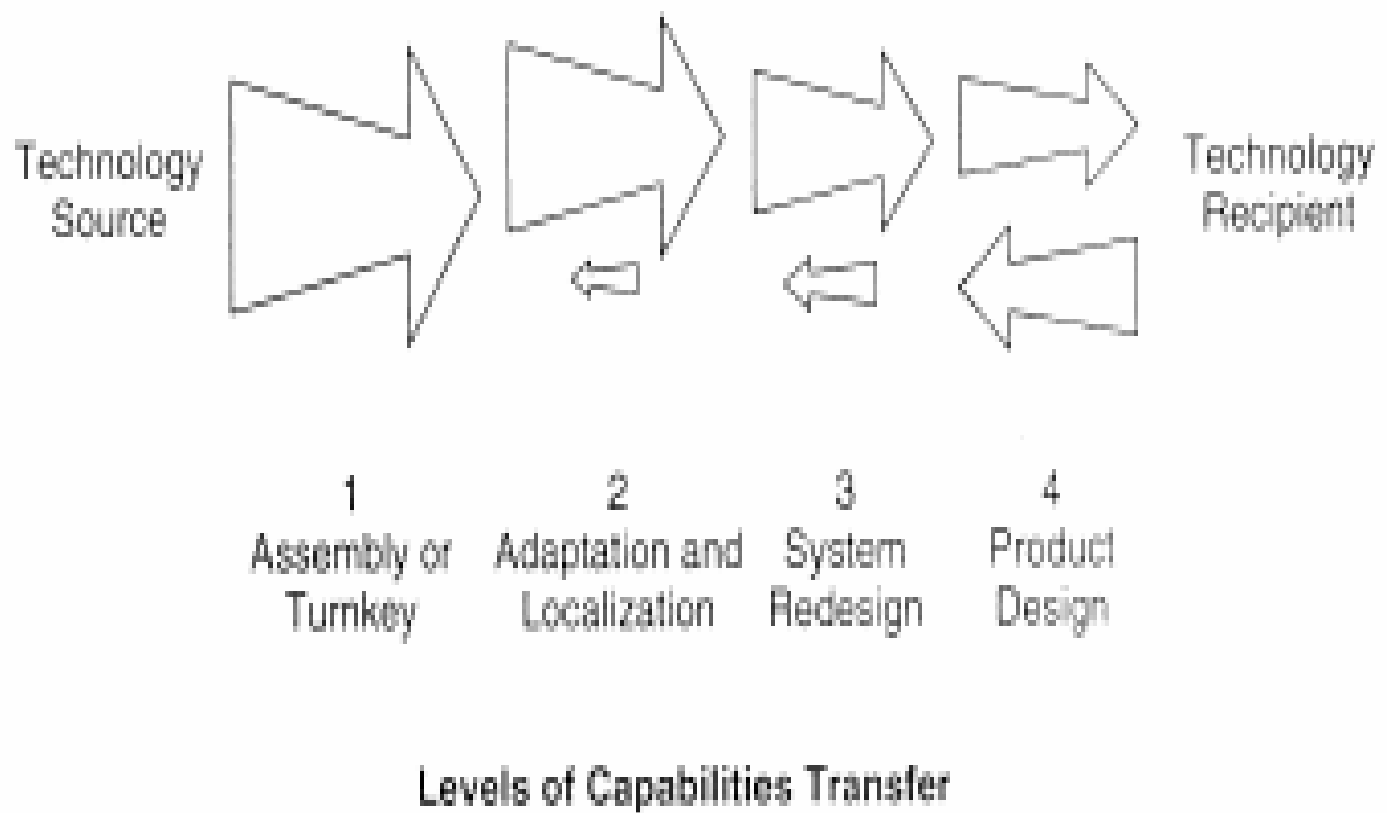 Technology
Source
Technology
Recipient
1
Assembly or
Turnkey
2
Adaptation and
Localization
3
System
Redesign
4
Product
Design
Levels of Capabilities Transfer